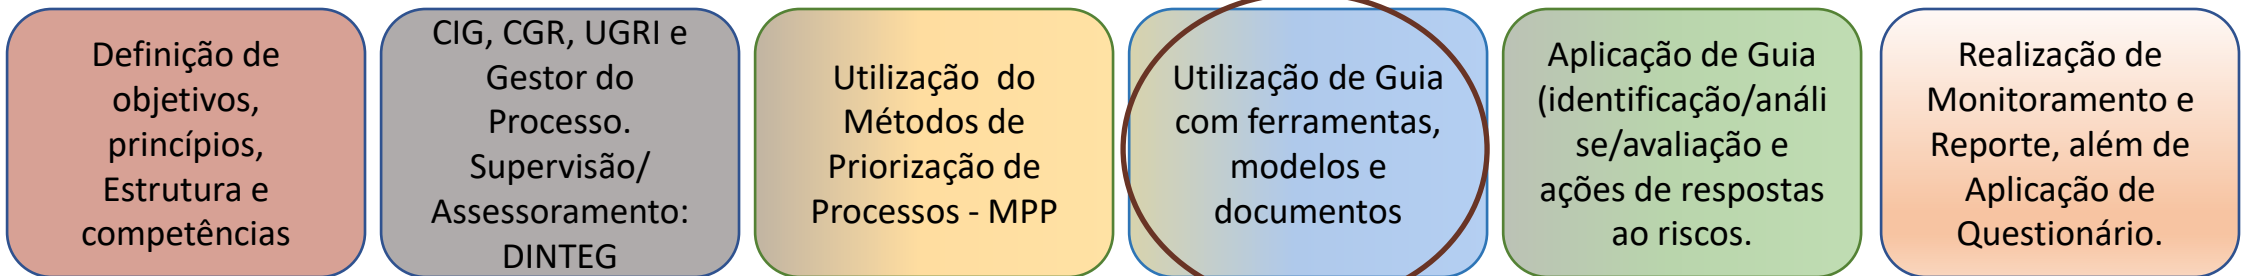 Definição de
objetivos,
princípios,
Estrutura e
competências
CIG, CGR, UGRI e
Gestor do
Processo.
Supervisão/
Assessoramento:
DINTEG
Utilização do
Métodos de
Priorização de
Processos - MPP
Utilização de Guia
com ferramentas,
modelos e
documentos
Aplicação de Guia
(identificação/análi
se/avaliação e
ações de respostas
ao riscos.
Realização de
Monitoramento e
Reporte, além de
Aplicação de
Questionário.